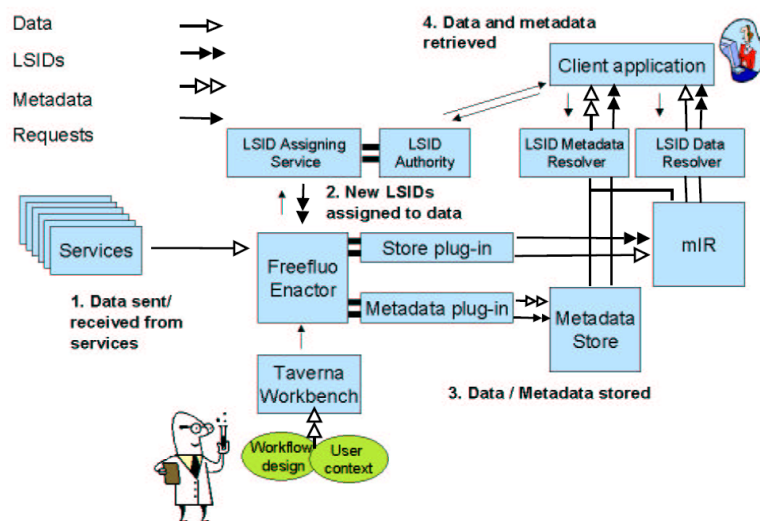 Data
LSIDs
Metadata
Requests
4. Data and metadata
retrieved
Client application
LSID Assigning
Service
LSID
Authority
LSID Metadata
Resolver
LSID Data
Resolver
2. New LSIDs
assigned to data
Services
Freefluo
Enactor
Store plug-in
mIR
1. Data sent/
received from
services
Metadata plug-in
Metadata
Store
Taverna
Workbench
3. Data / Metadata stored
Workflow
design
User
context